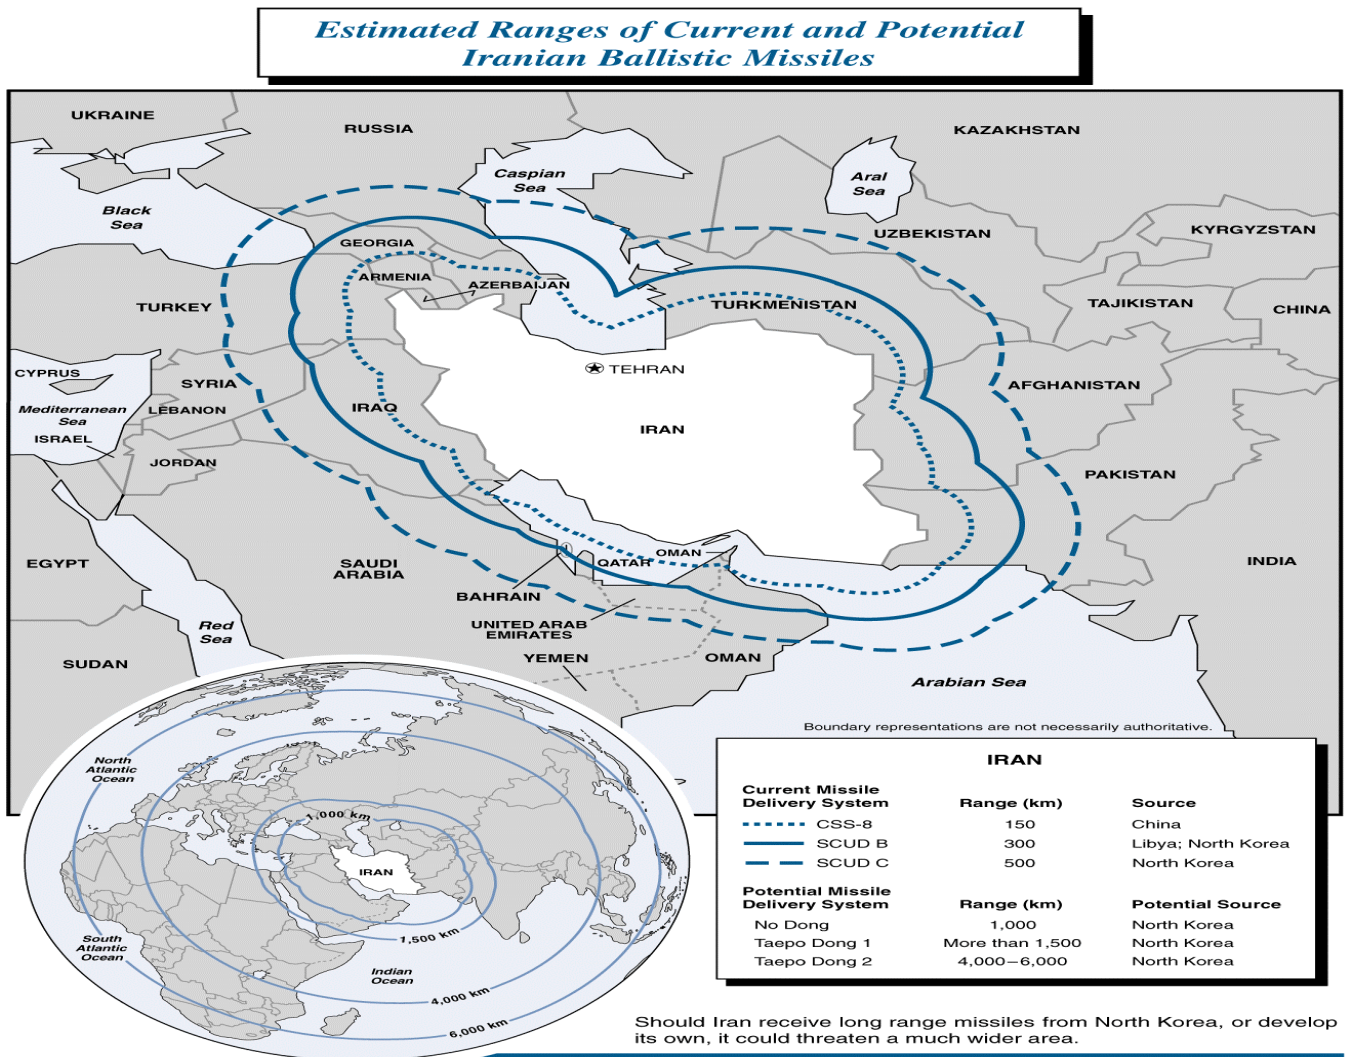 Estimated Ranges of Current and Potential
Iranian Ballistic Missiles
UKRAINE
RUSSIA
KAZAKHSTAN
Caspian
Sea
Aral
Sea
Black
Sea
GEORGIA
UZBEKISTAN
KYRGYZSTAN
ARMENIA
AZERBAIJAN
TURKEY
TURKMENISTAN
TAJIKISTAN
CHINA
CYPRUS
SYRIA
TEHRAN
AFGHANISTAN
Mediterranean
Sea
LEBANON
IRAQ
IRAN
ISRAEL
JORDAN
PAKISTAN
EGYPT
SAUDI
ARABIA
QATAR
OMAN
INDIA
BAHRAIN
Red
Sea
UNITED ARAB
EMIRATES
SUDAN
YEMEN
OMAN
Arabian Sea
Boundary representations are not necessarily authoritative.
North
Atlantic
Ocean
1,000 km
IRAN
1,500 km
South
Atlantic
Ocean
Indian
Ocean
4,000 km
6,000 km
IRAN
Current Missile
Delivery System Range (km) Source
CSS-8 150 China
SCUD B 300 Libya; North Korea
SCUD C 500 North Korea
Potential Missile
Delivery System Range (km) Potential Source
No Dong 1,000 North Korea
Taepo Dong 1 More than 1,500 North Korea
Taepo Dong 2 4,000–6,000 North Korea
Should Iran receive long range missiles from North Korea, or develop
its own, it could threaten a much wider area.